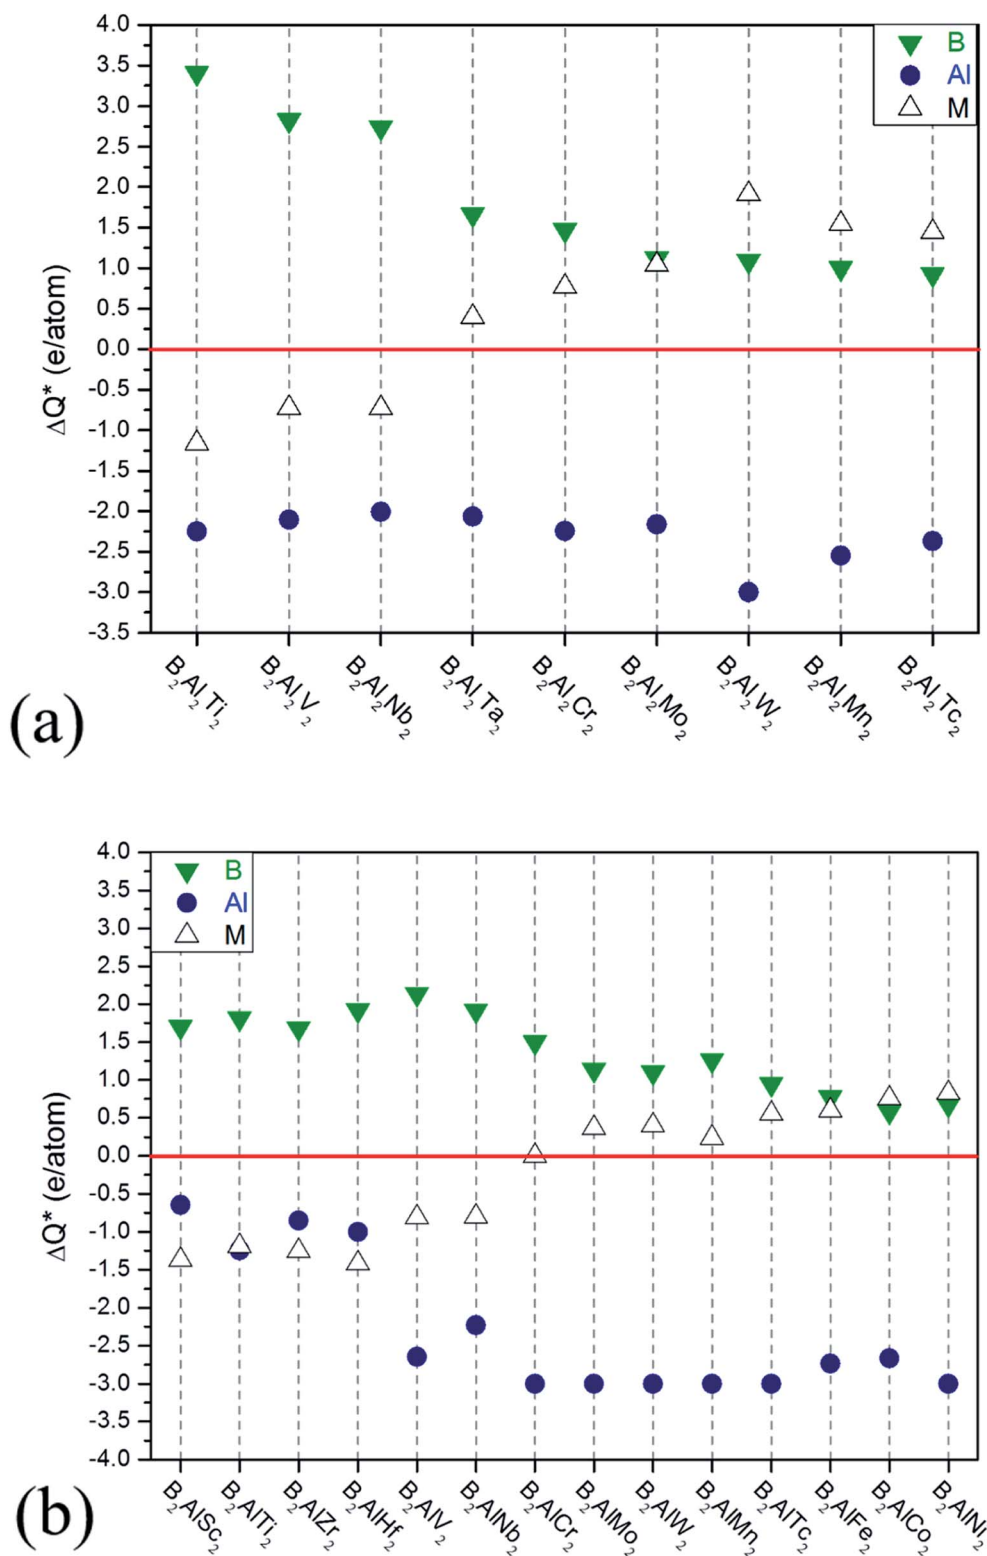 (a)
4.0
3.5
3.0
2.5
2.0
1.5
1.0
0.5
0.0
-0.5
-1.0
-1.5
-2.0
-2.5
-3.0
-3.5
ΔQ* (e/atom)
B
Al
M
B₂Al₂Ti₂
B₂Al₂V₂
B₂Al₂Nb₂
B₂Al₂Ta₂
B₂Al₂Cr₂
B₂Al₂Mo₂
B₂Al₂W₂
B₂Al₂Mn₂
B₂Al₂Tc₂
(b)
4.0
3.5
3.0
2.5
2.0
1.5
1.0
0.5
0.0
-0.5
-1.0
-1.5
-2.0
-2.5
-3.0
-3.5
-4.0
ΔQ* (e/atom)
B
Al
M
B₂AlSc₂
B₂AlTi₂
B₂AlZr₂
B₂AlHf₂
B₂AlV₂
B₂AlNb₂
B₂AlCr₂
B₂AlMo₂
B₂AlW₂
B₂AlMn₂
B₂AlTc₂
B₂AlFe₂
B₂AlCo₂
B₂AlNi₂